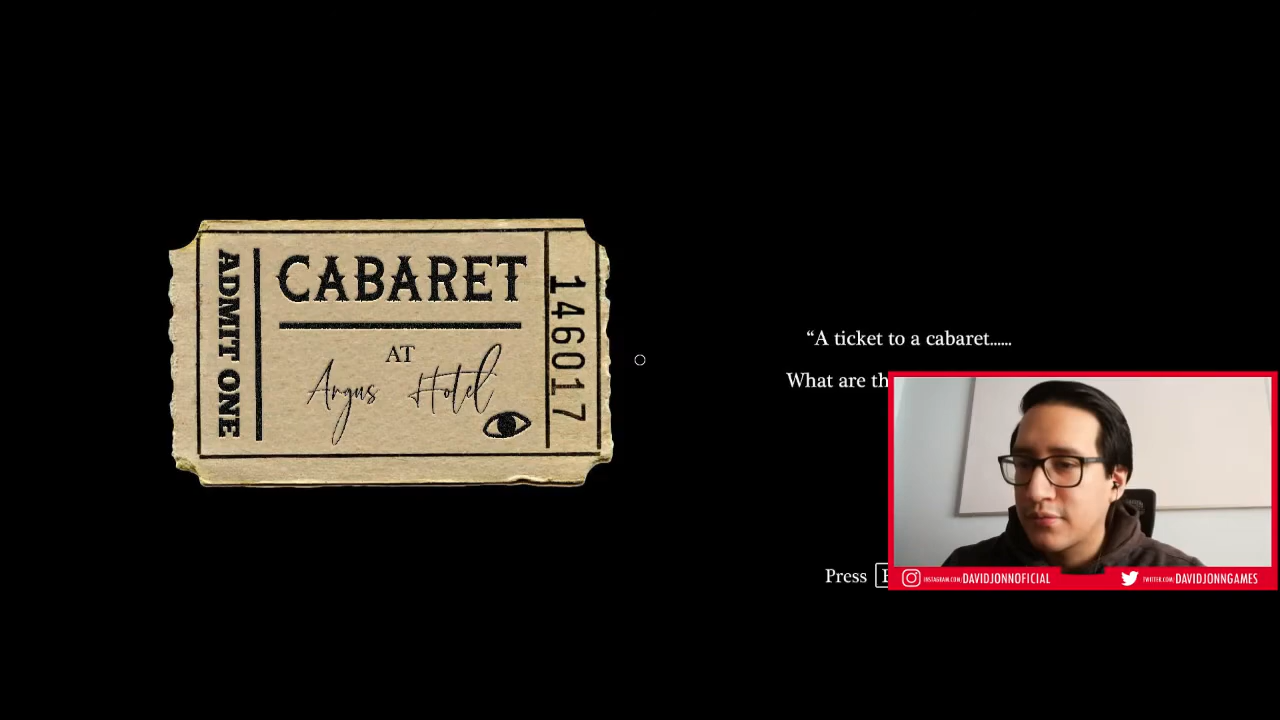 ADMIT ONE
CABARET
AT
Angus Hotel
146017
“A ticket to a cabaret......
What are th
Press
INSTAGRAM.COM/DAVIDJONNOFICIAL
TWITTER.COM/DAVIDJONNGAMES